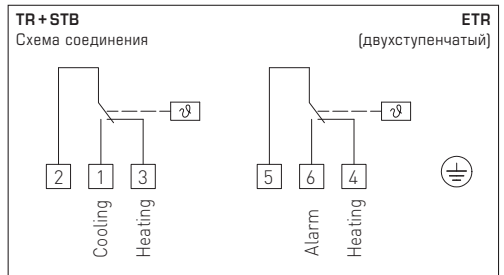 TR + STB
ETR
Схема соединения
(двухступенчатый)
ϑ
ϑ
2 1 3 5 6 4
Cooling
Heating
Alarm
Heating